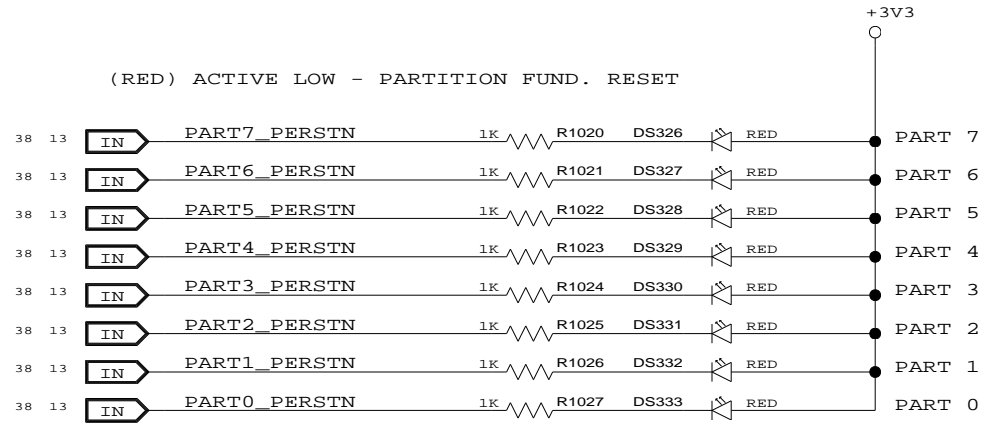 +3V3
(RED) ACTIVE LOW - PARTITION FUND. RESET
38 13 IN PART7_PERSTN 1K R1020 DS326 RED PART 7
38 13 IN PART6_PERSTN 1K R1021 DS327 RED PART 6
38 13 IN PART5_PERSTN 1K R1022 DS328 RED PART 5
38 13 IN PART4_PERSTN 1K R1023 DS329 RED PART 4
38 13 IN PART3_PERSTN 1K R1024 DS330 RED PART 3
38 13 IN PART2_PERSTN 1K R1025 DS331 RED PART 2
38 13 IN PART1_PERSTN 1K R1026 DS332 RED PART 1
38 13 IN PART0_PERSTN 1K R1027 DS333 RED PART 0